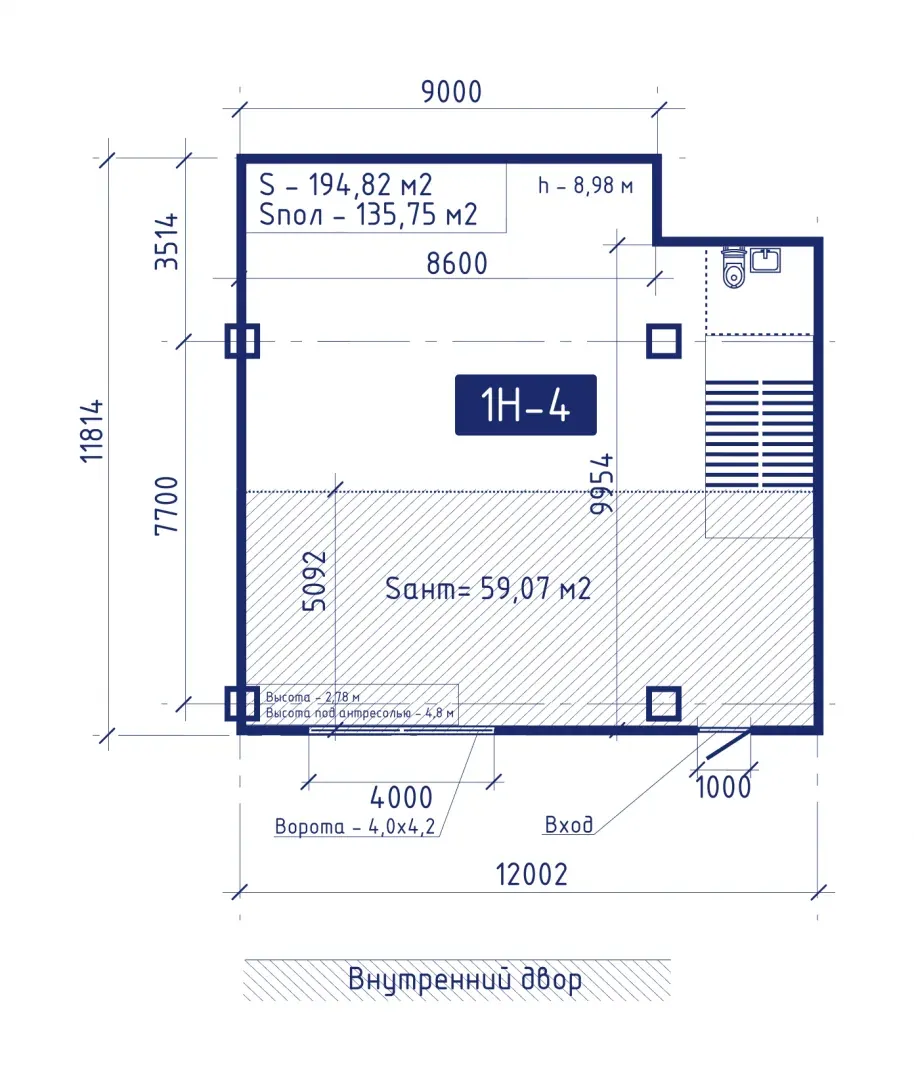 9000
S – 194,82 м2
Sпол – 135,75 м2
h – 8,98 м
3514
8600
1Н–4
11814
7700
9954
5092
Sант= 59,07 м2
Высота – 2,78 м
Высота под антресолью – 4,8 м
4000
1000
Ворота – 4,0х4,2
Вход
12002
Внутренний двор